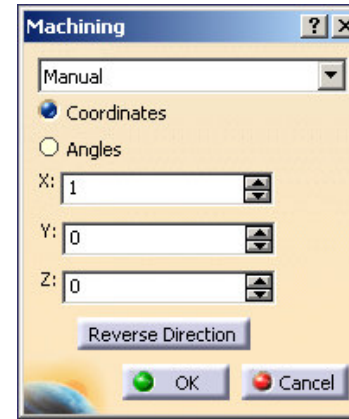 Machining
Manual
Coordinates
Angles
X: 1
Y: 0
Z: 0
Reverse Direction
OK Cancel